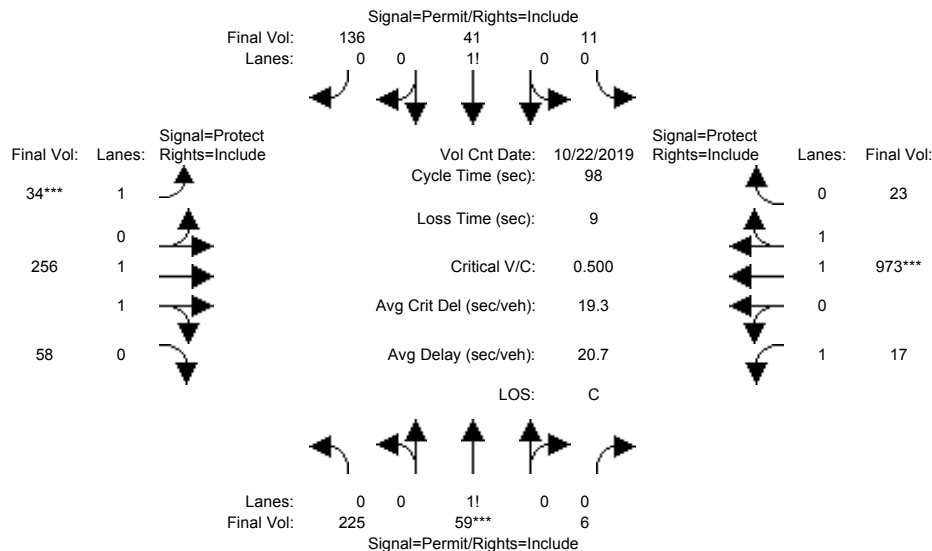 Signal=Permit/Rights=Include
Final Vol: 136 41 11
Lanes: 0 0 1! 0 0
Signal=Protect Signal=Protect
Final Vol: Lanes: Rights=Include Vol Cnt Date: 10/22/2019 Rights=Include Lanes: Final Vol:
Cycle Time (sec): 98
34*** 1 0 23
Loss Time (sec): 9
0 1
256 1 Critical V/C: 0.500 1 973***
1 Avg Crit Del (sec/veh): 19.3 0
58 0 Avg Delay (sec/veh): 20.7 1 17
LOS: C
Lanes: 0 0 1! 0 0
Final Vol: 225 59*** 6
Signal=Permit/Rights=Include